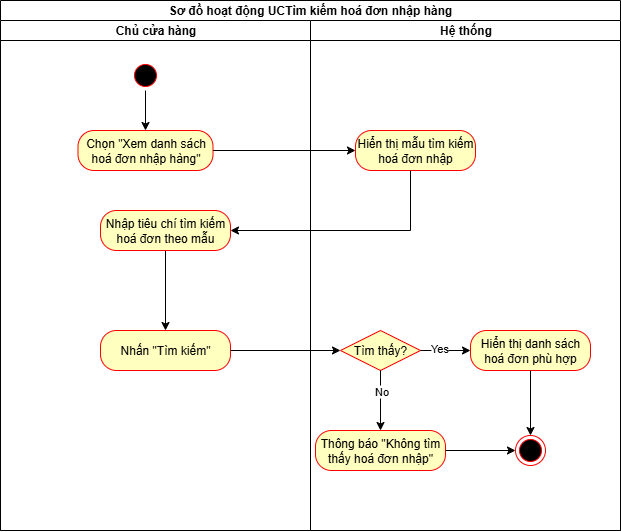 Sơ đồ hoạt động UCTim kiếm hoá đơn nhập hàng
Chủ cửa hàng
Hệ thống
Chọn "Xem danh sách
hoá đơn nhập hàng"
Hiển thị mẫu tìm kiếm
hoá đơn nhập
Nhập tiêu chí tìm kiếm
hoá đơn theo mẫu
Nhấn "Tìm kiếm"
Tìm thấy?
Yes
Hiển thị danh sách
hoá đơn phù hợp
No
Thông báo "Không tìm
thấy hoá đơn nhập"